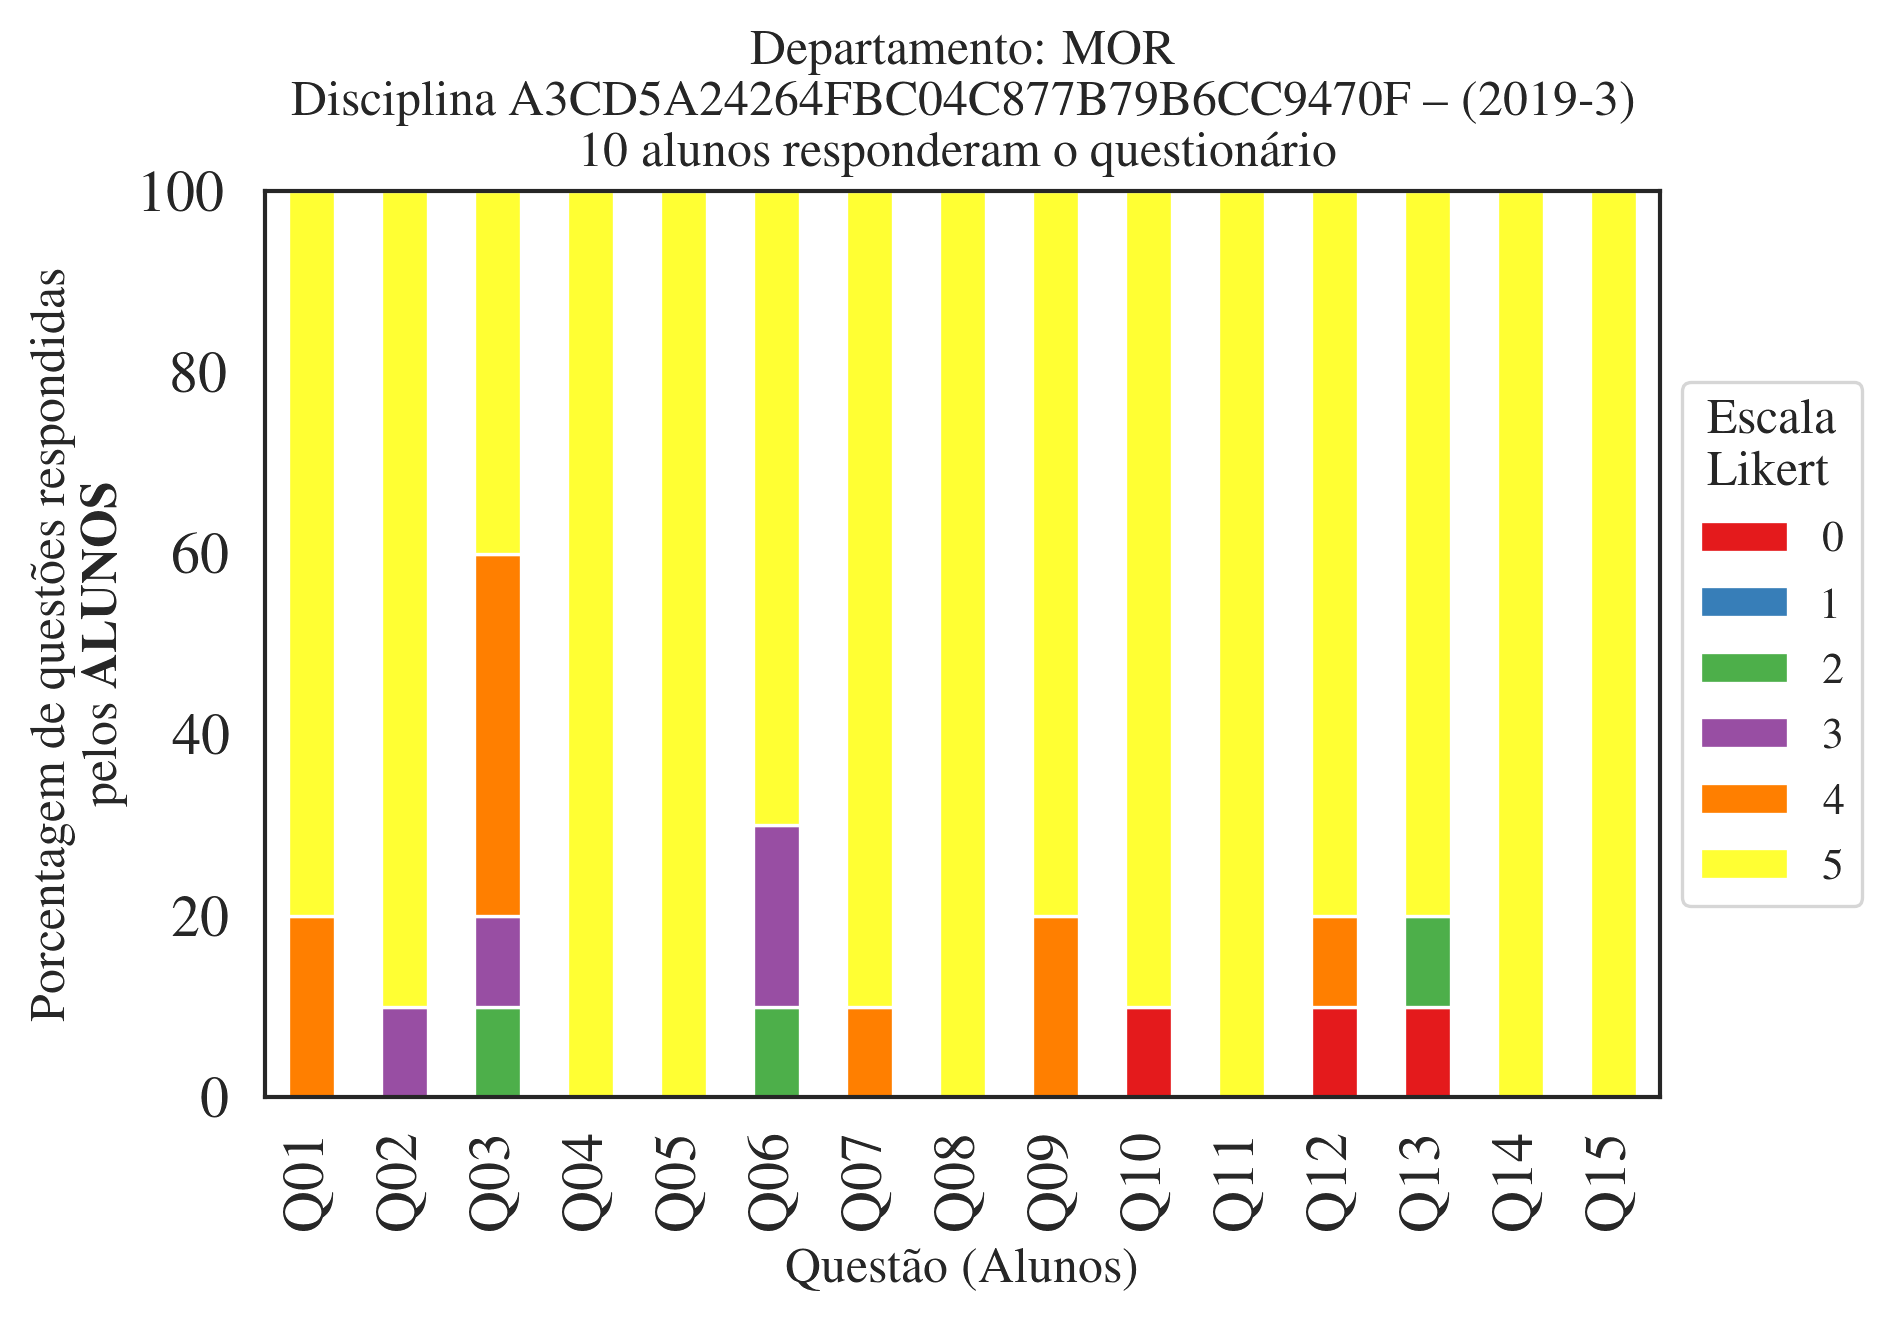 Departamento: MOR
Disciplina A3CD5A24264FBC04C877B79B6CC9470F – (2019-3)
10 alunos responderam o questionário
Porcentagem de questões respondidas
pelos ALUNOS
100
80
60
40
20
0
Q01
Q02
Q03
Q04
Q05
Q06
Q07
Q08
Q09
Q10
Q11
Q12
Q13
Q14
Q15
Questão (Alunos)
Escala
Likert
0
1
2
3
4
5